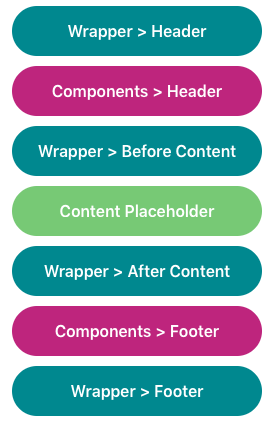 Wrapper > Header
Components > Header
Wrapper > Before Content
Content Placeholder
Wrapper > After Content
Components > Footer
Wrapper > Footer